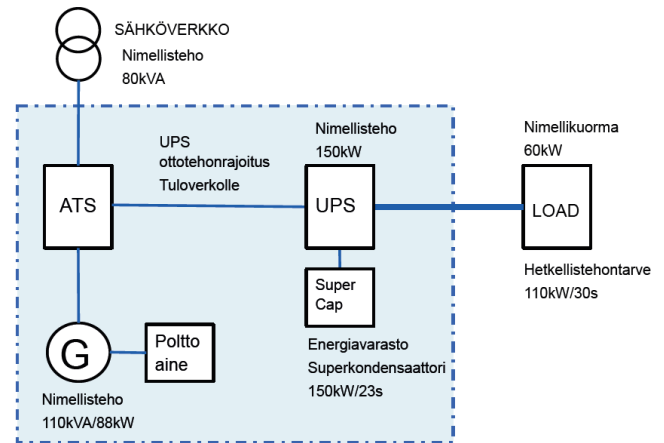 SÄHKÖVERKKO
Nimellisteho
80kVA
UPS
ottotehonrajoitus
Tuloverkolle
Nimellisteho
150kW
Nimellikuorma
60kW
ATS
UPS
LOAD
Super
Cap
Hetkellistehontarve
110kW/30s
G
Poltto
aine
Energiavarasto
Superkondensaattori
150kW/23s
Nimellisteho
110kVA/88kW